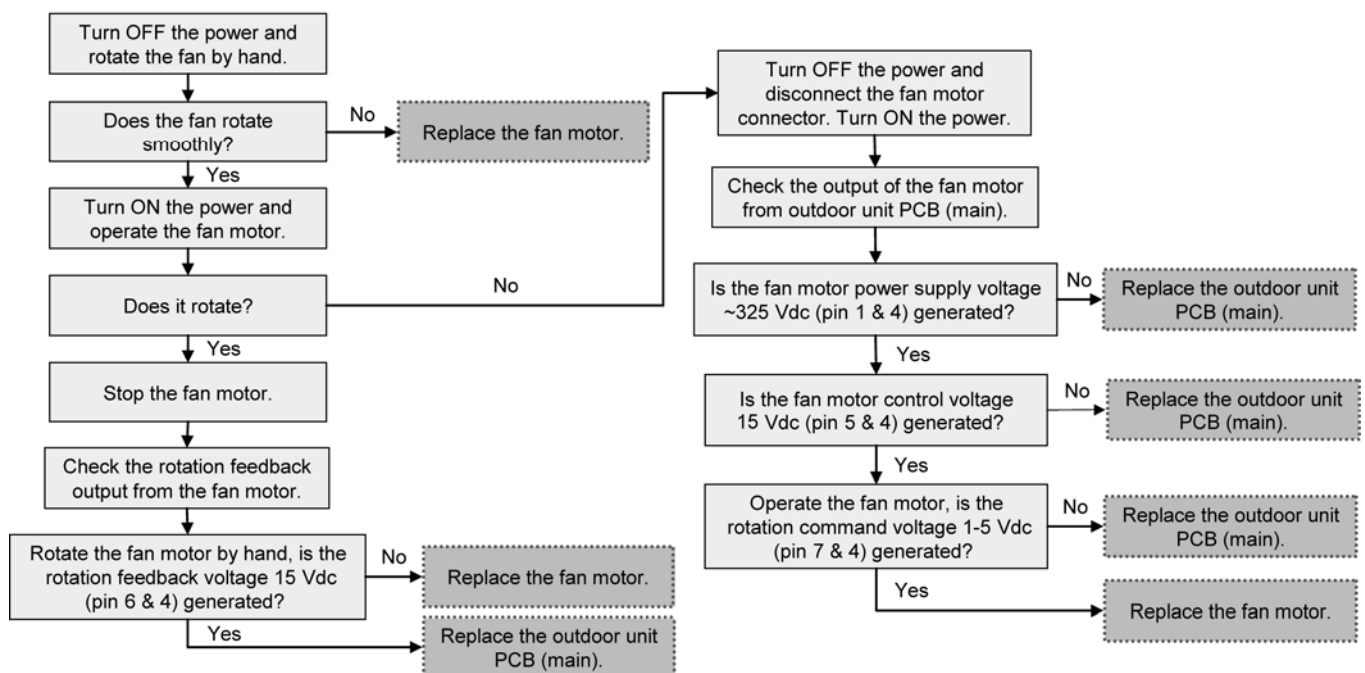 Turn OFF the power and
rotate the fan by hand.
Does the fan rotate
smoothly?
No
Replace the fan motor.
Yes
Turn ON the power and
operate the fan motor.
Does it rotate?
No
Yes
Stop the fan motor.
Check the rotation feedback
output from the fan motor.
Rotate the fan motor by hand, is the
rotation feedback voltage 15 Vdc
(pin 6 & 4) generated?
No
Replace the fan motor.
Yes
Replace the outdoor unit
PCB (main).
Turn OFF the power and
disconnect the fan motor
connector. Turn ON the power.
Check the output of the fan motor
from outdoor unit PCB (main).
Is the fan motor power supply voltage
~325 Vdc (pin 1 & 4) generated?
No
Replace the outdoor unit
PCB (main).
Yes
Is the fan motor control voltage
15 Vdc (pin 5 & 4) generated?
No
Replace the outdoor unit
PCB (main).
Yes
Operate the fan motor, is the
rotation command voltage 1-5 Vdc
(pin 7 & 4) generated?
No
Replace the outdoor unit
PCB (main).
Yes
Replace the fan motor.